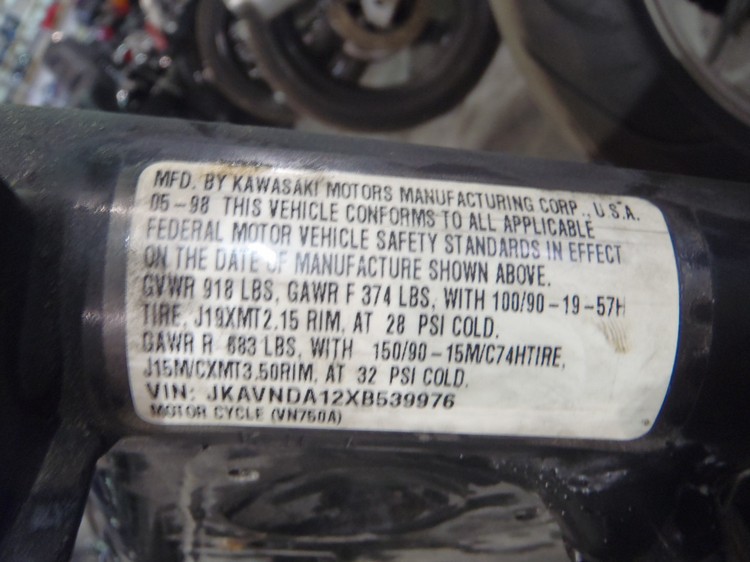 MFD. BY KAWASAKI MOTORS MANUFACTURING CORP., U.S.A.
05-98 THIS VEHICLE CONFORMS TO ALL APPLICABLE
FEDERAL MOTOR VEHICLE SAFETY STANDARDS IN EFFECT
ON THE DATE OF MANUFACTURE SHOWN ABOVE.
GVWR 918 LBS, GAWR F 374 LBS, WITH 100/90-19-57H
TIRE, J19XMT2.15 RIM, AT 28 PSI COLD.
GAWR R 683 LBS, WITH 150/90-15M/C74HTIRE,
J15M/CXMT3.50RIM, AT 32 PSI COLD.
VIN: JKAVNDA12XB539976
MOTOR CYCLE (VN750A)